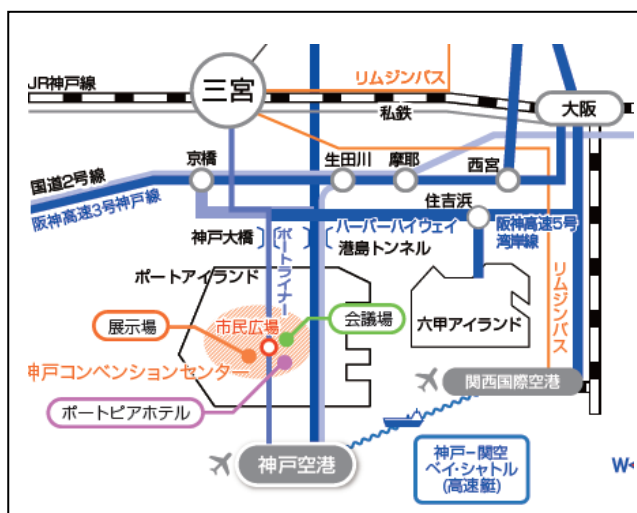 リムジンバス
JR神戸線
三宮
私鉄
大阪
京橋
生田川
摩耶
西宮
国道2号線
阪神高速3号神戸線
住吉浜
神戸大橋
ポートライナー
ハーバーハイウェイ
港島トンネル
阪神高速5号
湾岸線
ポートアイランド
リムジンバス
展示場
市民広場
会議場
六甲アイランド
神戸コンベンションセンター
関西国際空港
ポートピアホテル
神戸空港
神戸−関空
ベイ・シャトル
(高速艇)
W